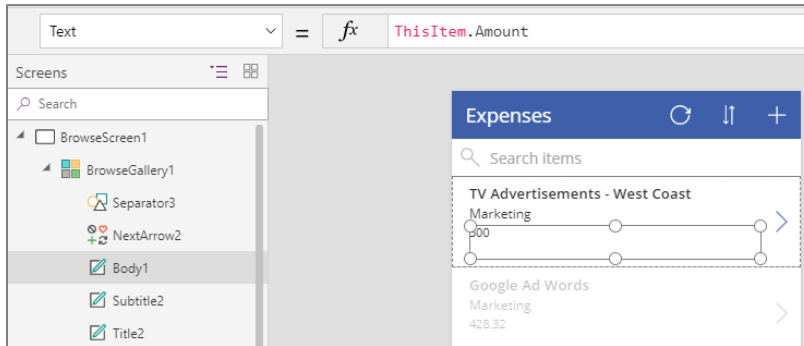 Text = fx ThisItem.Amount
Screens
Search
BrowseScreen1
BrowseGallery1
Separator3
NextArrow2
Body1
Subtitle2
Title2
Expenses
Search items
TV Advertisements - West Coast
Marketing
300
Google Ad Words
Marketing
428.32